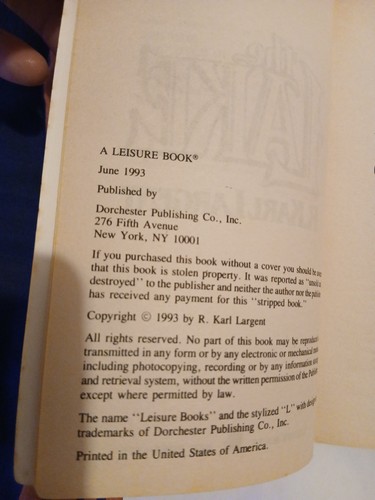 A LEISURE BOOK®
June 1993
Published by
Dorchester Publishing Co., Inc.
276 Fifth Avenue
New York, NY 10001
If you purchased this book without a cover you should be
that this book is stolen property. It was reported as
destroyed" to the publisher and neither the author nor the
has received any payment for this "stripped book."
Copyright © 1993 by R. Karl Largent
All rights reserved. No part of this book may be
transmitted in any form or by any electronic or mechanical
including photocopying, recording or by any information
and retrieval system, without the written permission of the
except where permitted by law.
The name "Leisure Books" and the stylized "L" with
trademarks of Dorchester Publishing Co., Inc.
Printed in the United States of America.